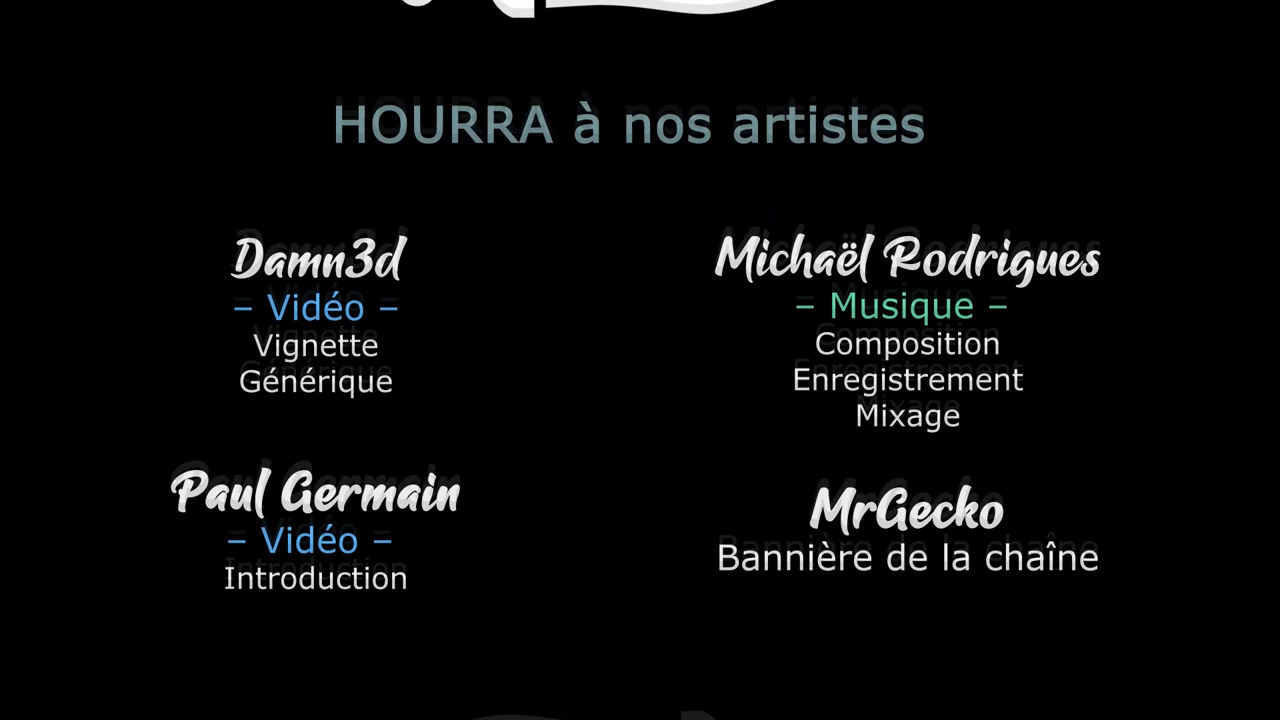 HOURRA à nos artistes
Damn3d
– Vidéo –
Vignette
Générique
Michaël Rodrigues
– Musique –
Composition
Enregistrement
Mixage
Paul Germain
– Vidéo –
Introduction
MrGecko
Bannière de la chaîne